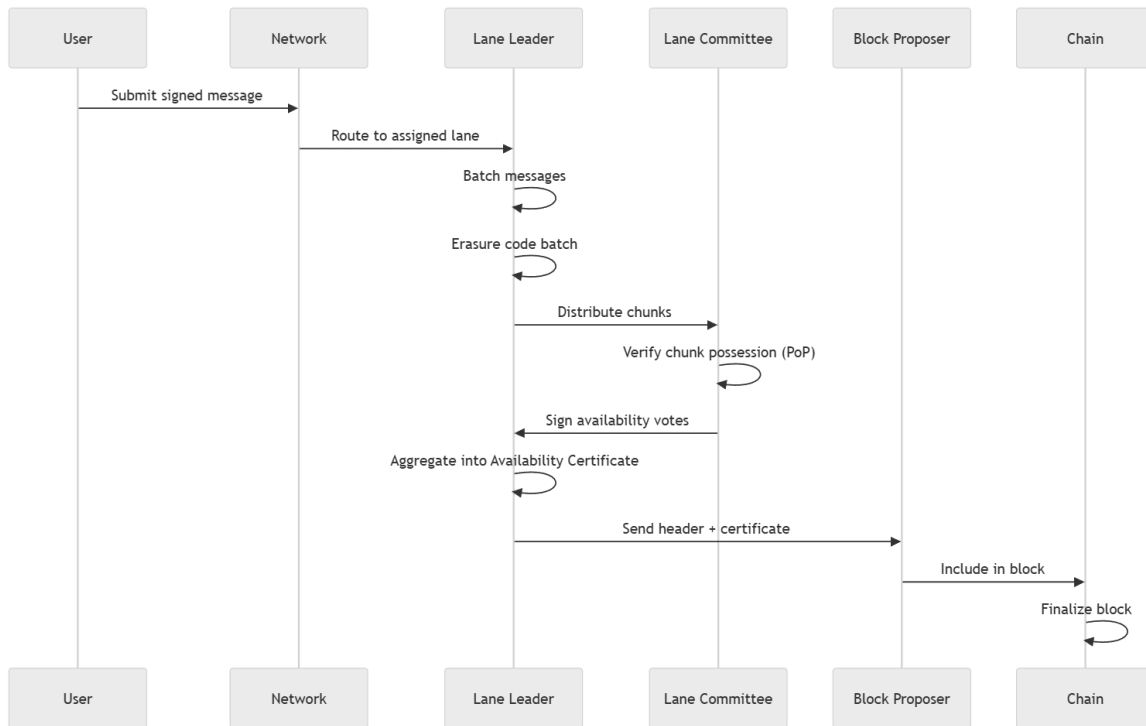 User
Network
Lane Leader
Lane Committee
Block Proposer
Chain
Submit signed message
Route to assigned lane
Batch messages
Erasure code batch
Distribute chunks
Verify chunk possession (PoP)
Sign availability votes
Aggregate into Availability Certificate
Send header + certificate
Include in block
Finalize block
User
Network
Lane Leader
Lane Committee
Block Proposer
Chain